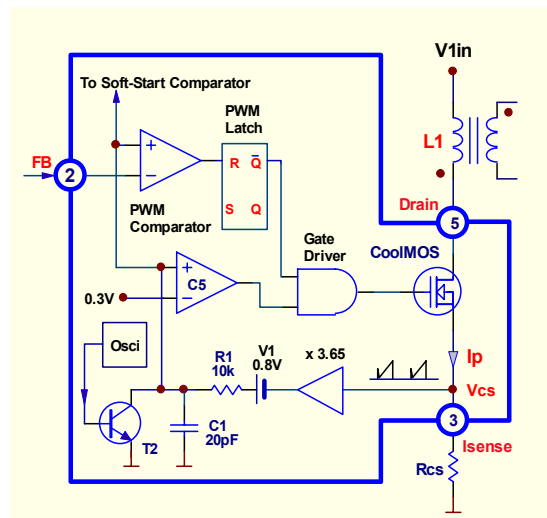 V1in
To Soft-Start Comparator
PWM
Latch
+
R
Q
L1
FB
2
−
S
Q
Drain
PWM
Comparator
5
Gate
Driver
CoolMOS
+
C5
0.3V
−
Osci
R1
10k
V1
0.8V
x 3.65
Ip
Vcs
C1
20pF
T2
3
Isense
Rcs